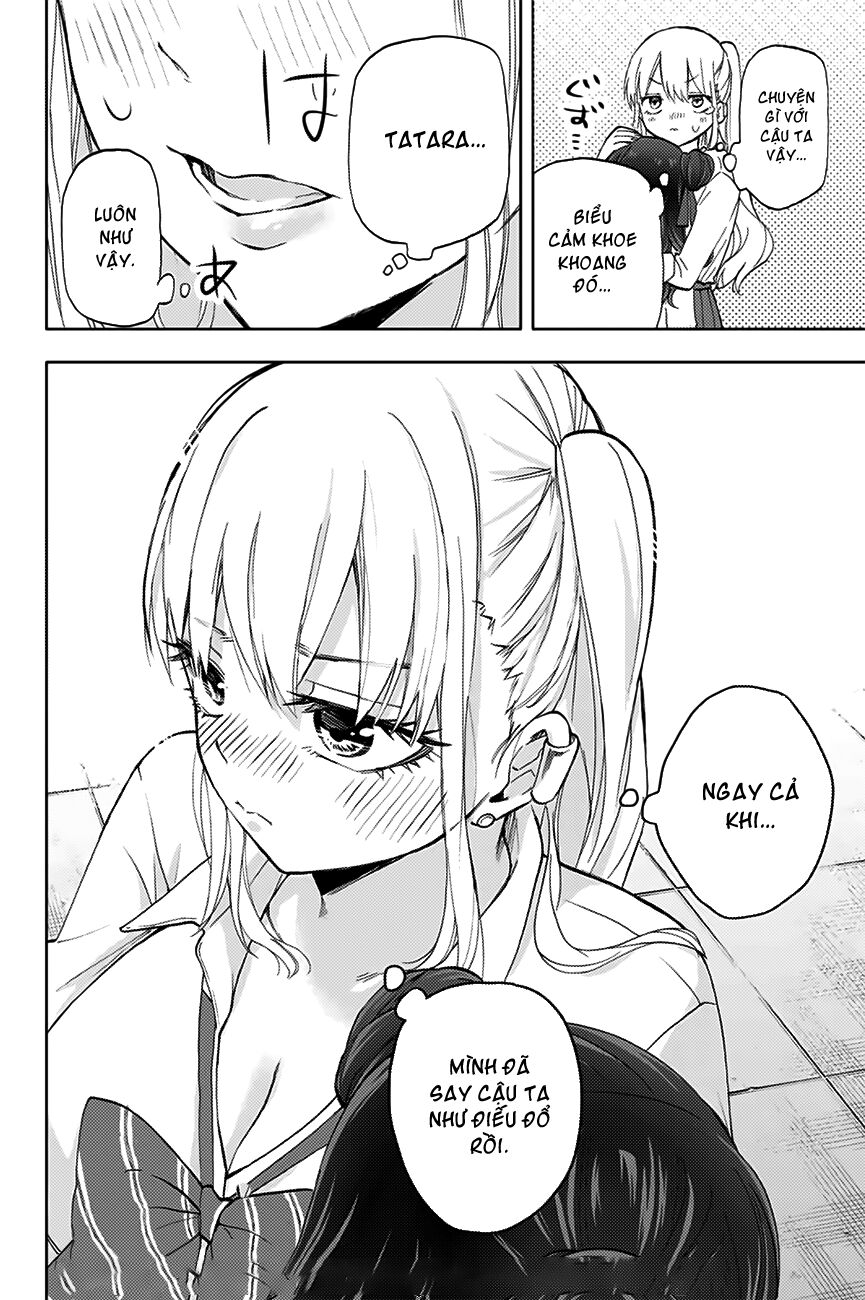 CHUYỆN
GÌ VỚI
CẬU TA
VẬY...
BIỂU
CẢM KHOE
KHOANG
ĐÓ...
ぐず…
TATARA...
は
LUÔN
NHƯ
VẬY.
あ
NGAY CẢ
KHI...
MÌNH ĐÃ
SAY CẬU TA
NHƯ ĐIẾU ĐỔ
RỒI.